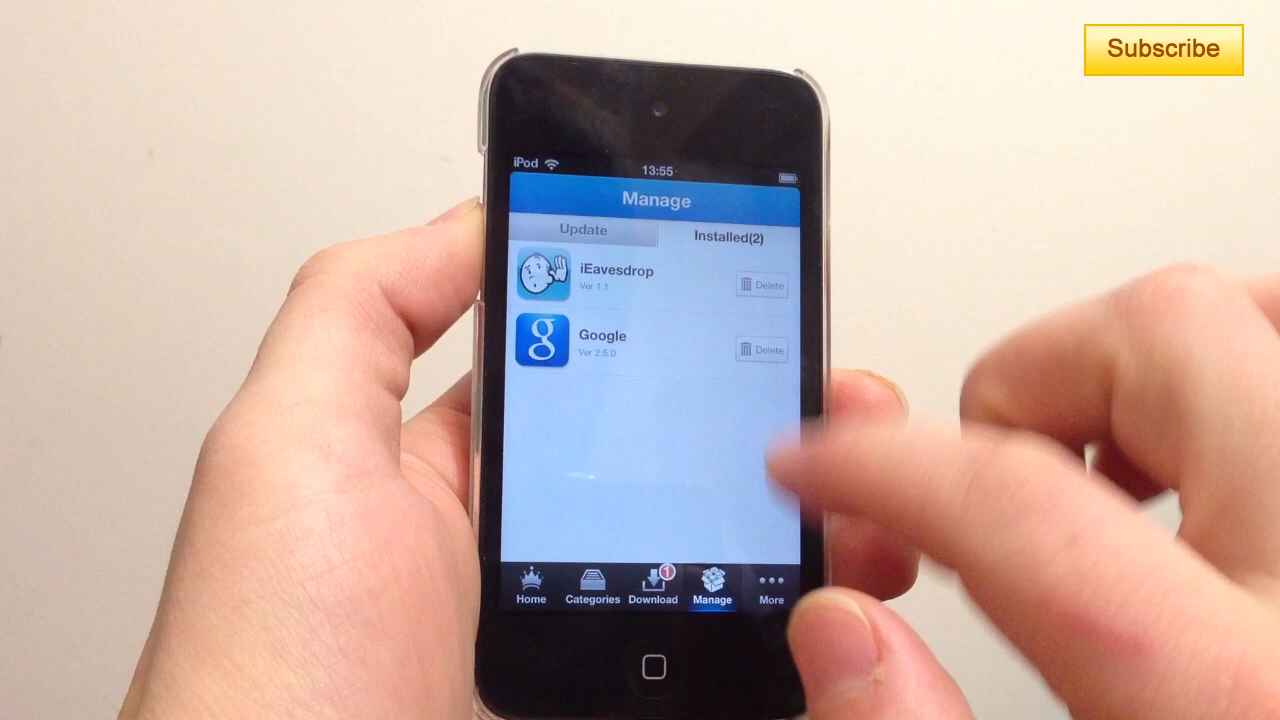 Subscribe
iPod
13:55
Manage
Update
Installed(2)
iEavesdrop
Ver 1.1
Delete
g
Google
Ver 2.5.0
Delete
1
Home
Categories
Download
Manage
More